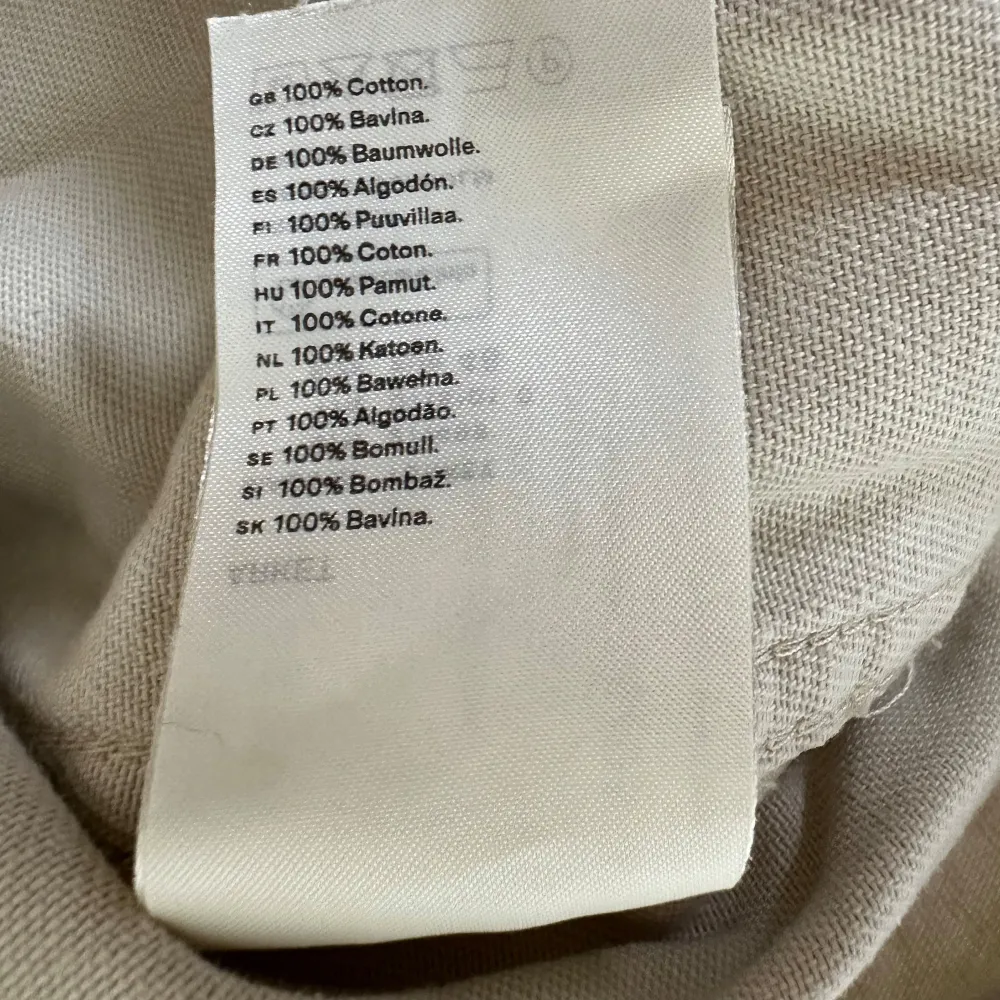 GB 100% Cotton.
CZ 100% Bavlna.
DE 100% Baumwolle.
ES 100% Algodón.
FI 100% Puuvillaa.
FR 100% Coton.
HU 100% Pamut.
IT 100% Cotone.
NL 100% Katoen.
PL 100% Bawełna.
PT 100% Algodão.
SE 100% Bomull.
SI 100% Bombaž.
SK 100% Bavlna.
ARKET